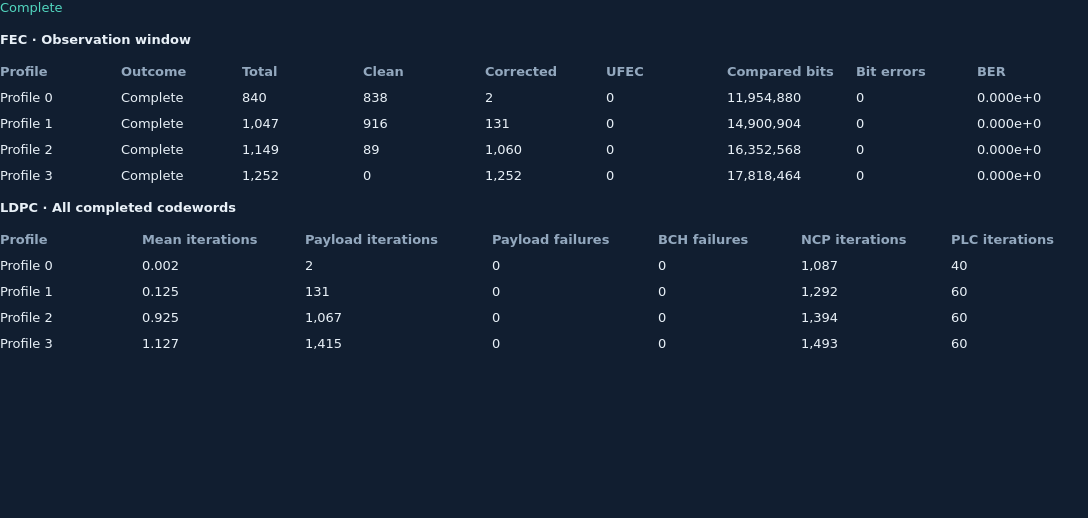 Complete
FEC · Observation window
Profile Outcome Total Clean Corrected UFEC Compared bits Bit errors BER
Profile 0 Complete 840 838 2 0 11,954,880 0 0.000e+0
Profile 1 Complete 1,047 916 131 0 14,900,904 0 0.000e+0
Profile 2 Complete 1,149 89 1,060 0 16,352,568 0 0.000e+0
Profile 3 Complete 1,252 0 1,252 0 17,818,464 0 0.000e+0
LDPC · All completed codewords
Profile Mean iterations Payload iterations Payload failures BCH failures NCP iterations PLC iterations
Profile 0 0.002 2 0 0 1,087 40
Profile 1 0.125 131 0 0 1,292 60
Profile 2 0.925 1,067 0 0 1,394 60
Profile 3 1.127 1,415 0 0 1,493 60